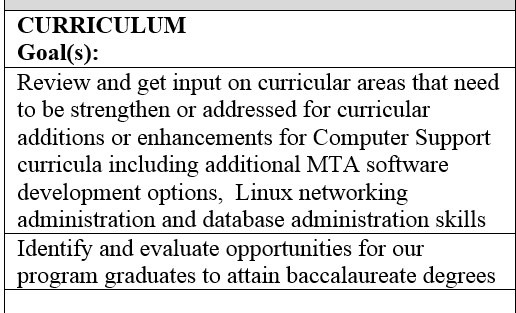 CURRICULUM
Goal(s):
Review and get input on curricular areas that need
to be strengthen or addressed for curricular
additions or enhancements for Computer Support
curricula including additional MTA software
development options,  Linux networking
administration and database administration skills
Identify and evaluate opportunities for our
program graduates to attain baccalaureate degrees